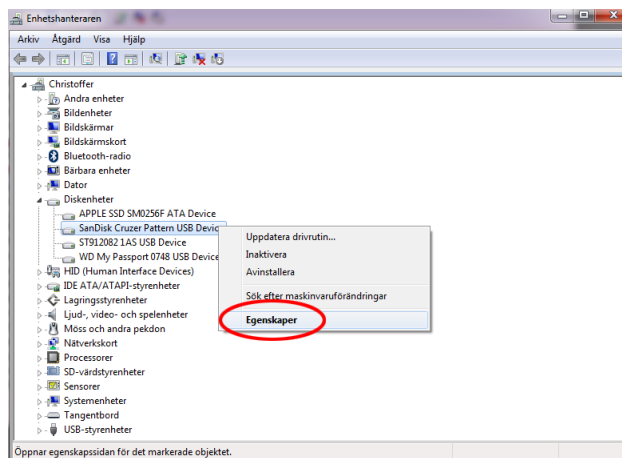 Enhetshanteraren
Arkiv Åtgärd Visa Hjälp
Christoffer
Andra enheter
Bildenheter
Bildskärmar
Bildskärmskort
Bluetooth-radio
Bärbara enheter
Dator
Diskenheter
APPLE SSD SM0256F ATA Device
SanDisk Cruzer Pattern USB Devic
ST912082 1AS USB Device
WD My Passport 0748 USB Device
HID (Human Interface Devices)
IDE ATA/ATAPI-styrenheter
Lagringsstyrenheter
Ljud-, video- och spelenheter
Möss och andra pekdon
Nätverkskort
Processorer
SD-värdstyrenheter
Sensorer
Systemenheter
Tangentbord
USB-styrenheter
Uppdatera drivrutin...
Inaktivera
Avinstallera
Sök efter maskinvaruförändringar
Egenskaper
Öppnar egenskapssidan för det markerade objektet.